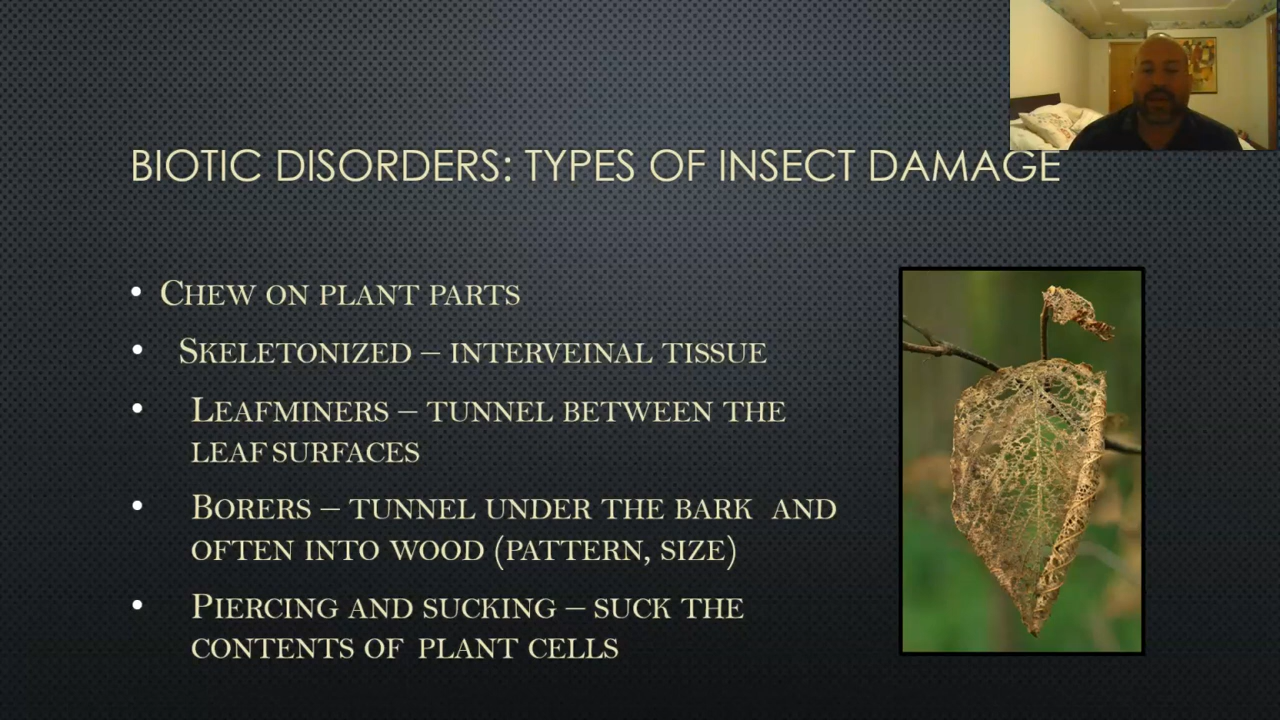 BIOTIC DISORDERS: TYPES OF INSECT DAMAGE
• CHEW ON PLANT PARTS
• SKELETONIZED – INTERVEINAL TISSUE
• LEAFMINERS – TUNNEL BETWEEN THE
LEAF SURFACES
• BORERS – TUNNEL UNDER THE BARK AND
OFTEN INTO WOOD (PATTERN, SIZE)
• PIERCING AND SUCKING – SUCK THE
CONTENTS OF PLANT CELLS